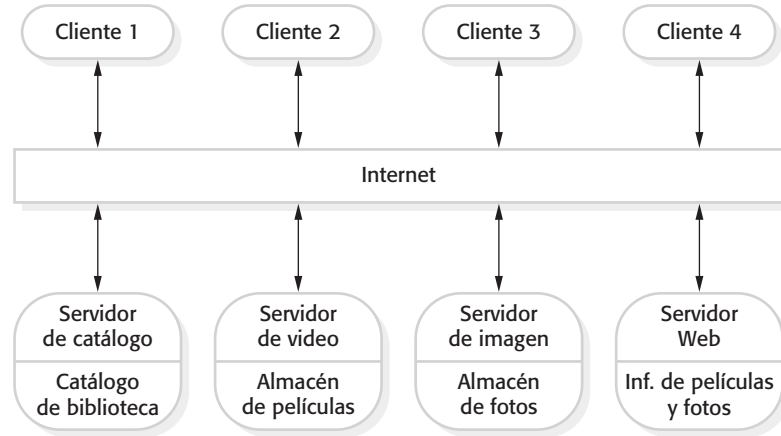 Cliente 1
Cliente 2
Cliente 3
Cliente 4
Internet
Servidor
de catálogo
Catálogo
de biblioteca
Servidor
de video
Almacén
de películas
Servidor
de imagen
Almacén
de fotos
Servidor
Web
Inf. de películas
y fotos